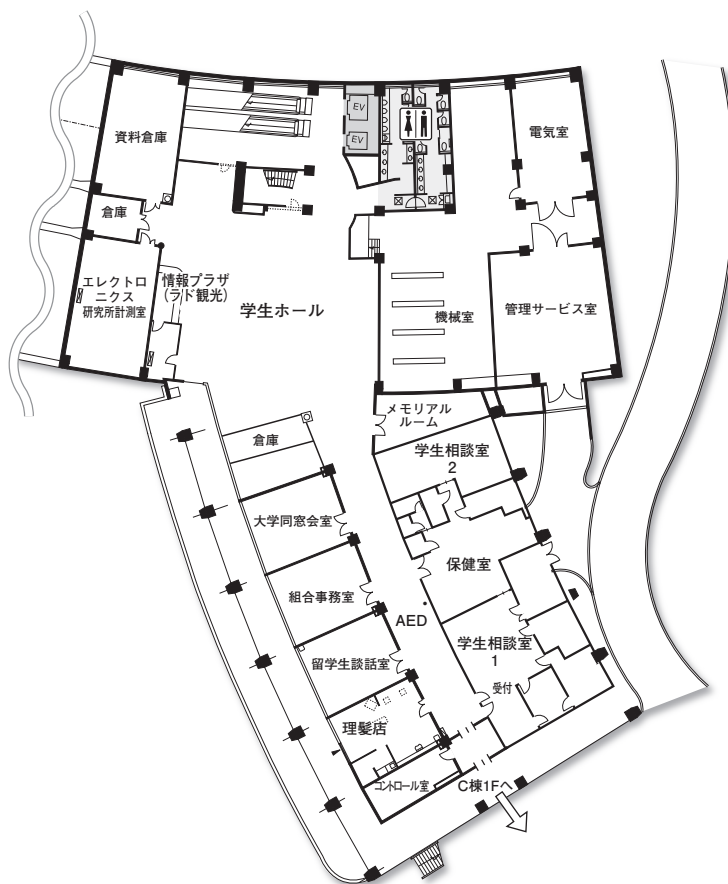 EV
EV
資料倉庫
電気室
倉庫
エレクトロ
ニクス
研究所計測室
情報プラザ
(ラド観光)
学生ホール
機械室
管理サービス室
メモリアル
ルーム
倉庫
学生相談室
2
大学同窓会室
保健室
組合事務室
AED
留学生談話室
学生相談室
1
受付
理髪店
コントロール室
C棟1Fへ